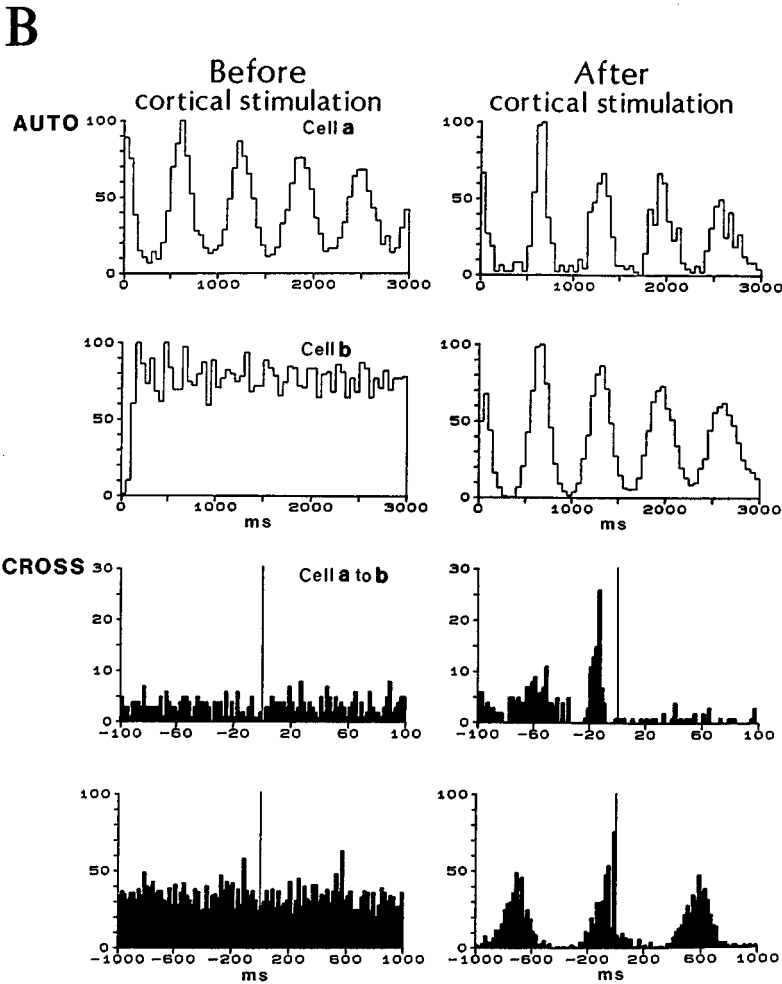 B
Before After
cortical stimulation cortical stimulation
AUTO 100 Cell a 100
50 50
0 0
0 1000 2000 3000 0 1000 2000 3000
100 Cell b 100
50 50
0 0
0 1000 2000 3000 0 1000 2000 3000
ms ms
CROSS 30 Cell a to b 30
20 20
10 10
0 0
-100 -60 -20 20 60 100 -100 -60 -20 20 60 100
100 100
50 50
0 0
-1000 -600 -200 200 600 1000 -1000 -600 -200 200 600 1000
ms ms